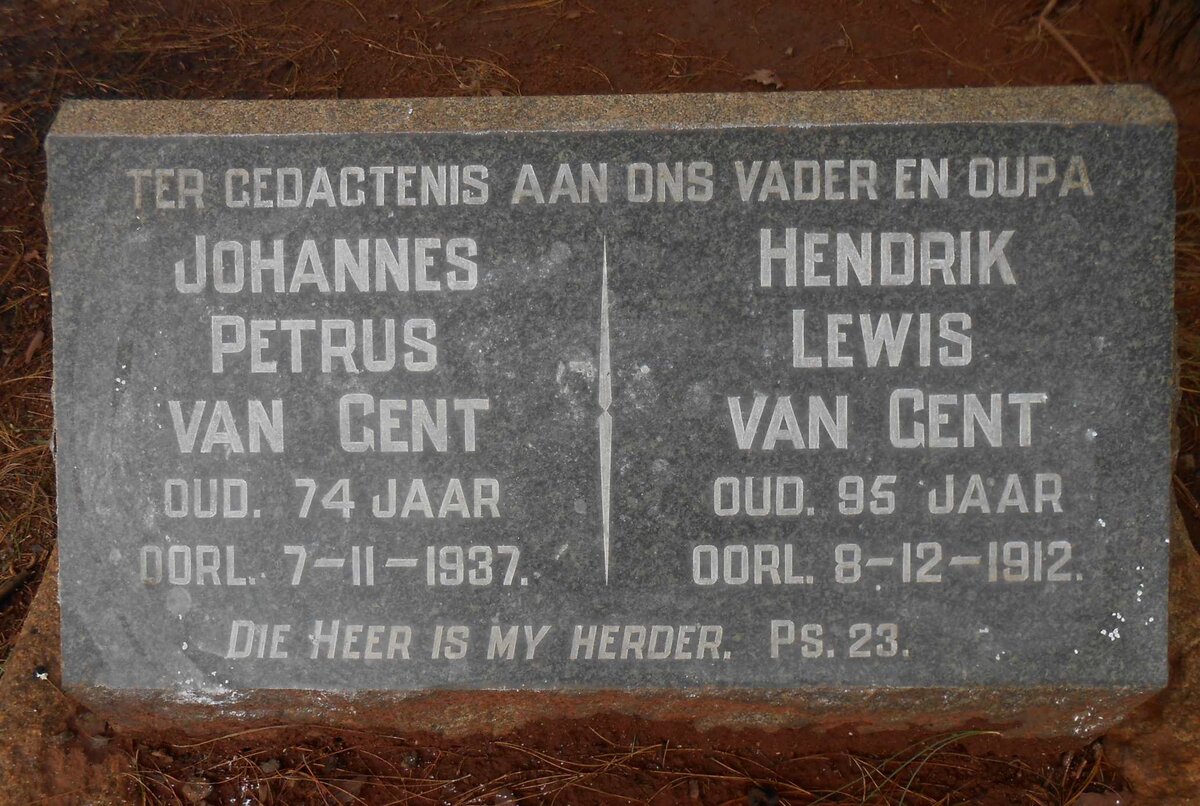 TER GEDACTENIS AAN ONS VADER EN OUPA
JOHANNES
PETRUS
VAN GENT
OUD. 74 JAAR
OORL. 7-11-1937.
HENDRIK
LEWIS
VAN GENT
OUD. 95 JAAR
OORL. 8-12-1912.
DIE HEER IS MY HERDER. PS. 23.